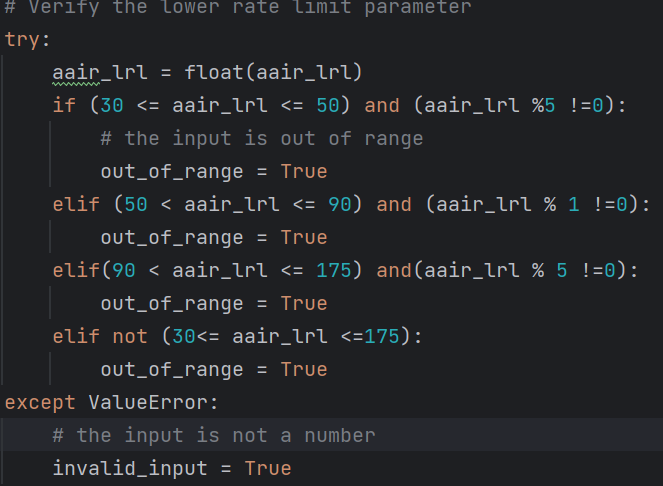 # Verify the lower rate limit parameter
try:
    aair_lrl = float(aair_lrl)
    if (30 <= aair_lrl <= 50) and (aair_lrl %5 !=0):
        # the input is out of range
        out_of_range = True
    elif (50 < aair_lrl <= 90) and (aair_lrl % 1 !=0):
        out_of_range = True
    elif(90 < aair_lrl <= 175) and(aair_lrl % 5 !=0):
        out_of_range = True
    elif not (30<= aair_lrl <=175):
        out_of_range = True
except ValueError:
    # the input is not a number
    invalid_input = True